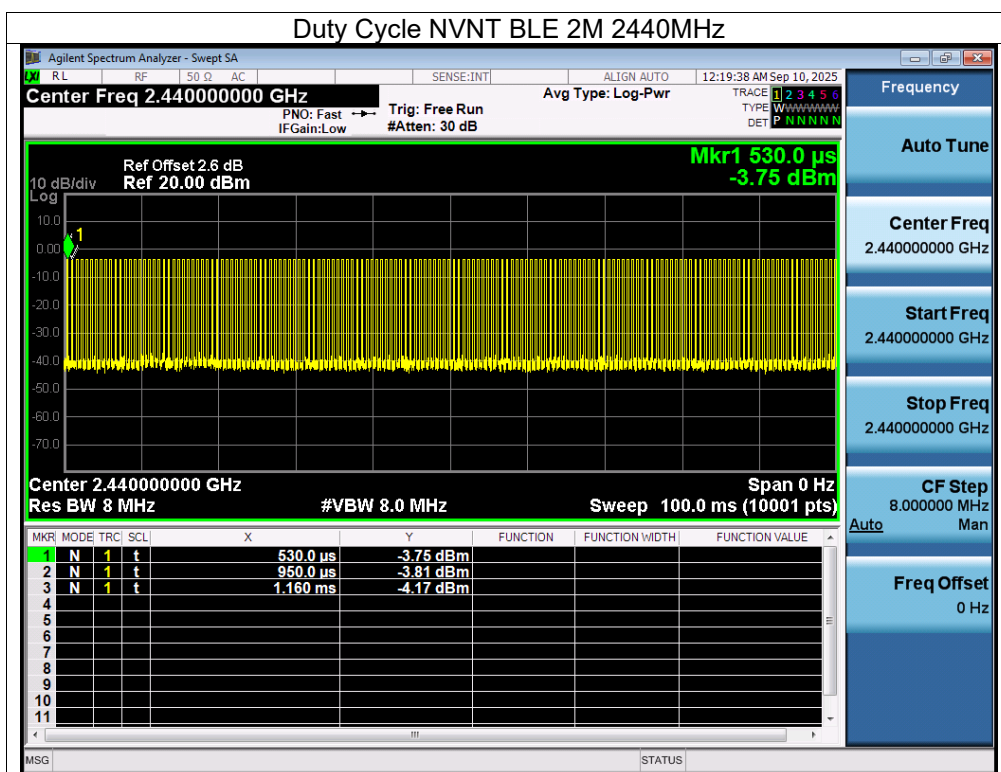 Duty Cycle NVNT BLE 2M 2440MHz
Agilent Spectrum Analyzer - Swept SA
LXI RL RF 50 Ω AC SENSE:INT ALIGN AUTO 12:19:38 AM Sep 10, 2025
Center Freq 2.440000000 GHz
PNO: Fast
IFGain:Low
Trig: Free Run
#Atten: 30 dB
Avg Type: Log-Pwr
TRACE 1 2 3 4 5 6
TYPE WWWWWWW
DET P N N N N N
Ref Offset 2.6 dB
Ref 20.00 dBm
10 dB/div
Log
Mkr1 530.0 µs
-3.75 dBm
1
10.0
0.00
-10.0
-20.0
-30.0
-40.0
-50.0
-60.0
-70.0
Center 2.440000000 GHz Span 0 Hz
Res BW 8 MHz #VBW 8.0 MHz Sweep 100.0 ms (10001 pts)
MKR MODE TRC SCL X Y FUNCTION FUNCTION WIDTH FUNCTION VALUE
1 N 1 t 530.0 µs -3.75 dBm
2 N 1 t 950.0 µs -3.81 dBm
3 N 1 t 1.160 ms -4.17 dBm
4
5
6
7
8
9
10
11
MSG STATUS
Frequency
Auto Tune
Center Freq
2.440000000 GHz
Start Freq
2.440000000 GHz
Stop Freq
2.440000000 GHz
CF Step
8.000000 MHz
Auto Man
Freq Offset
0 Hz